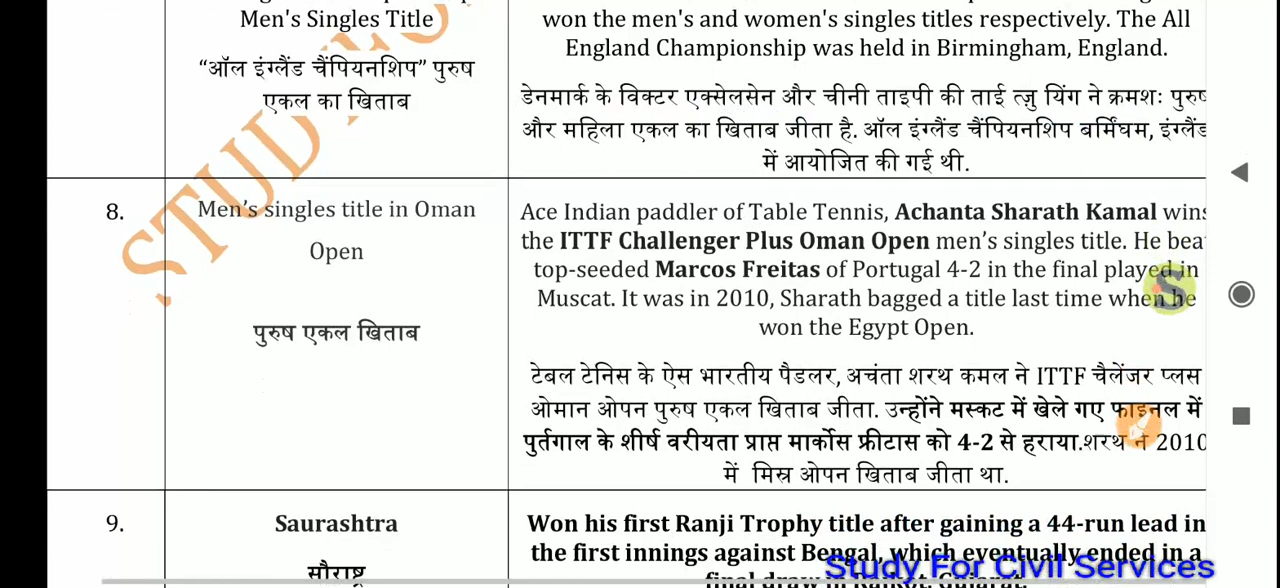 Men's Singles Title
“ऑल इंग्लैंड चैंपियनशिप” पुरुष
एकल का खिताब
won the men's and women's singles titles respectively. The All
England Championship was held in Birmingham, England.
डेनमार्क के विक्टर एक्सेलसेन और चीनी ताइपी की ताई त्ज़ु यिंग ने क्रमशः पुरुष
और महिला एकल का खिताब जीता है. ऑल इंग्लैंड चैंपियनशिप बर्मिंघम, इंग्लैंड
में आयोजित की गई थी.
8.
Men’s singles title in Oman
Open
पुरुष एकल खिताब
Ace Indian paddler of Table Tennis, Achanta Sharath Kamal wins
the ITTF Challenger Plus Oman Open men’s singles title. He bea
top-seeded Marcos Freitas of Portugal 4-2 in the final played in
Muscat. It was in 2010, Sharath bagged a title last time when he
won the Egypt Open.
टेबल टेनिस के ऐस भारतीय पैडलर, अचंता शरथ कमल ने ITTF चैलेंजर प्लस
ओमान ओपन पुरुष एकल खिताब जीता. उन्होंने मस्कट में खेले गए फाइनल में
पुर्तगाल के शीर्ष वरीयता प्राप्त मार्कोस फ्रीटास को 4-2 से हराया.शरथ ने 2010
में मिस्र ओपन खिताब जीता था.
9.
Saurashtra
सौराष्ट्र
Won his first Ranji Trophy title after gaining a 44-run lead in
the first innings against Bengal, which eventually ended in a
final draw in Rajkot, Gujarat.
Study For Civil Services